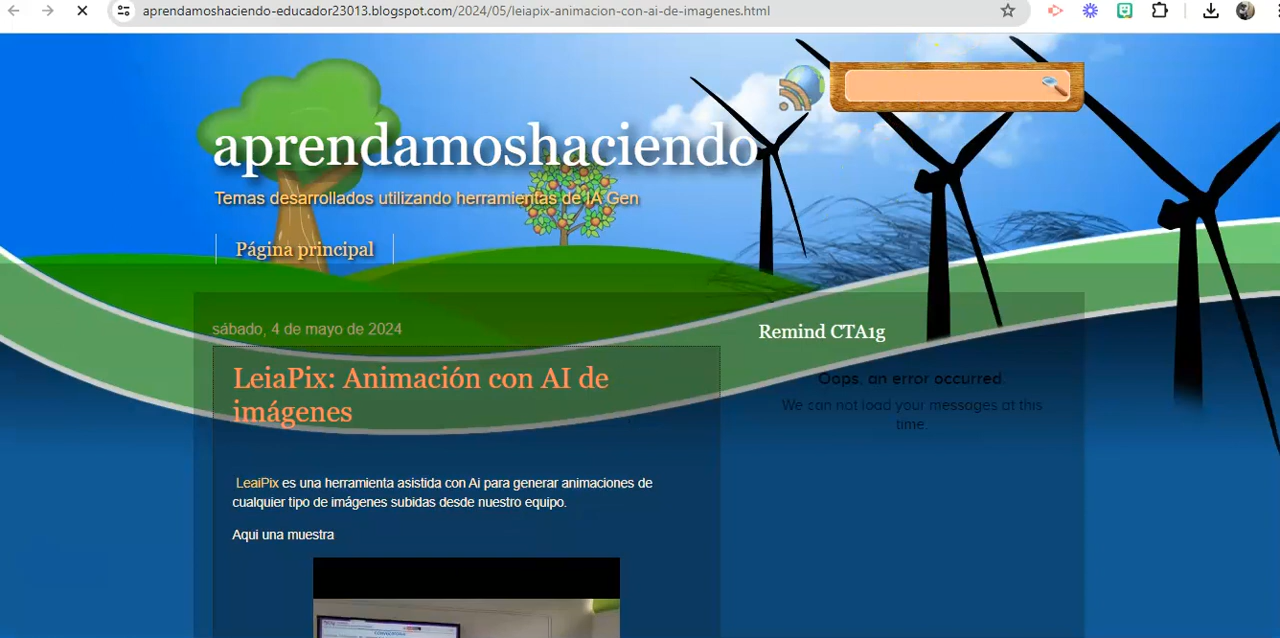 aprendamoshaciendo-educador23013.blogspot.com/2024/05/leiapix-animacion-con-ai-de-imagenes.html
aprendamoshaciendo
Temas desarrollados utilizando herramientas de IA Gen
Página principal
sábado, 4 de mayo de 2024
LeiaPix: Animación con AI de
imágenes
LeaiPix es una herramienta asistida con Ai para generar animaciones de
cualquier tipo de imágenes subidas desde nuestro equipo.
Aqui una muestra
Remind CTA1g
Oops, an error occurred.
We can not load your messages at this
time.